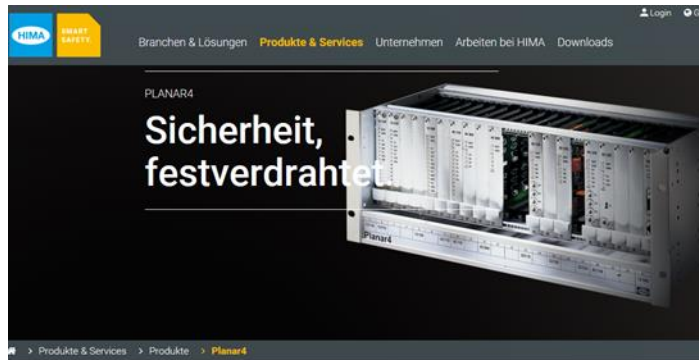 Login G
HIMA SMART
SAFETY.
Branchen & Lösungen Produkte & Services Unternehmen Arbeiten bei HIMA Downloads
PLANAR4
Sicherheit,
festverdrahtet.
Planar4
> Produkte & Services > Produkte > Planar4